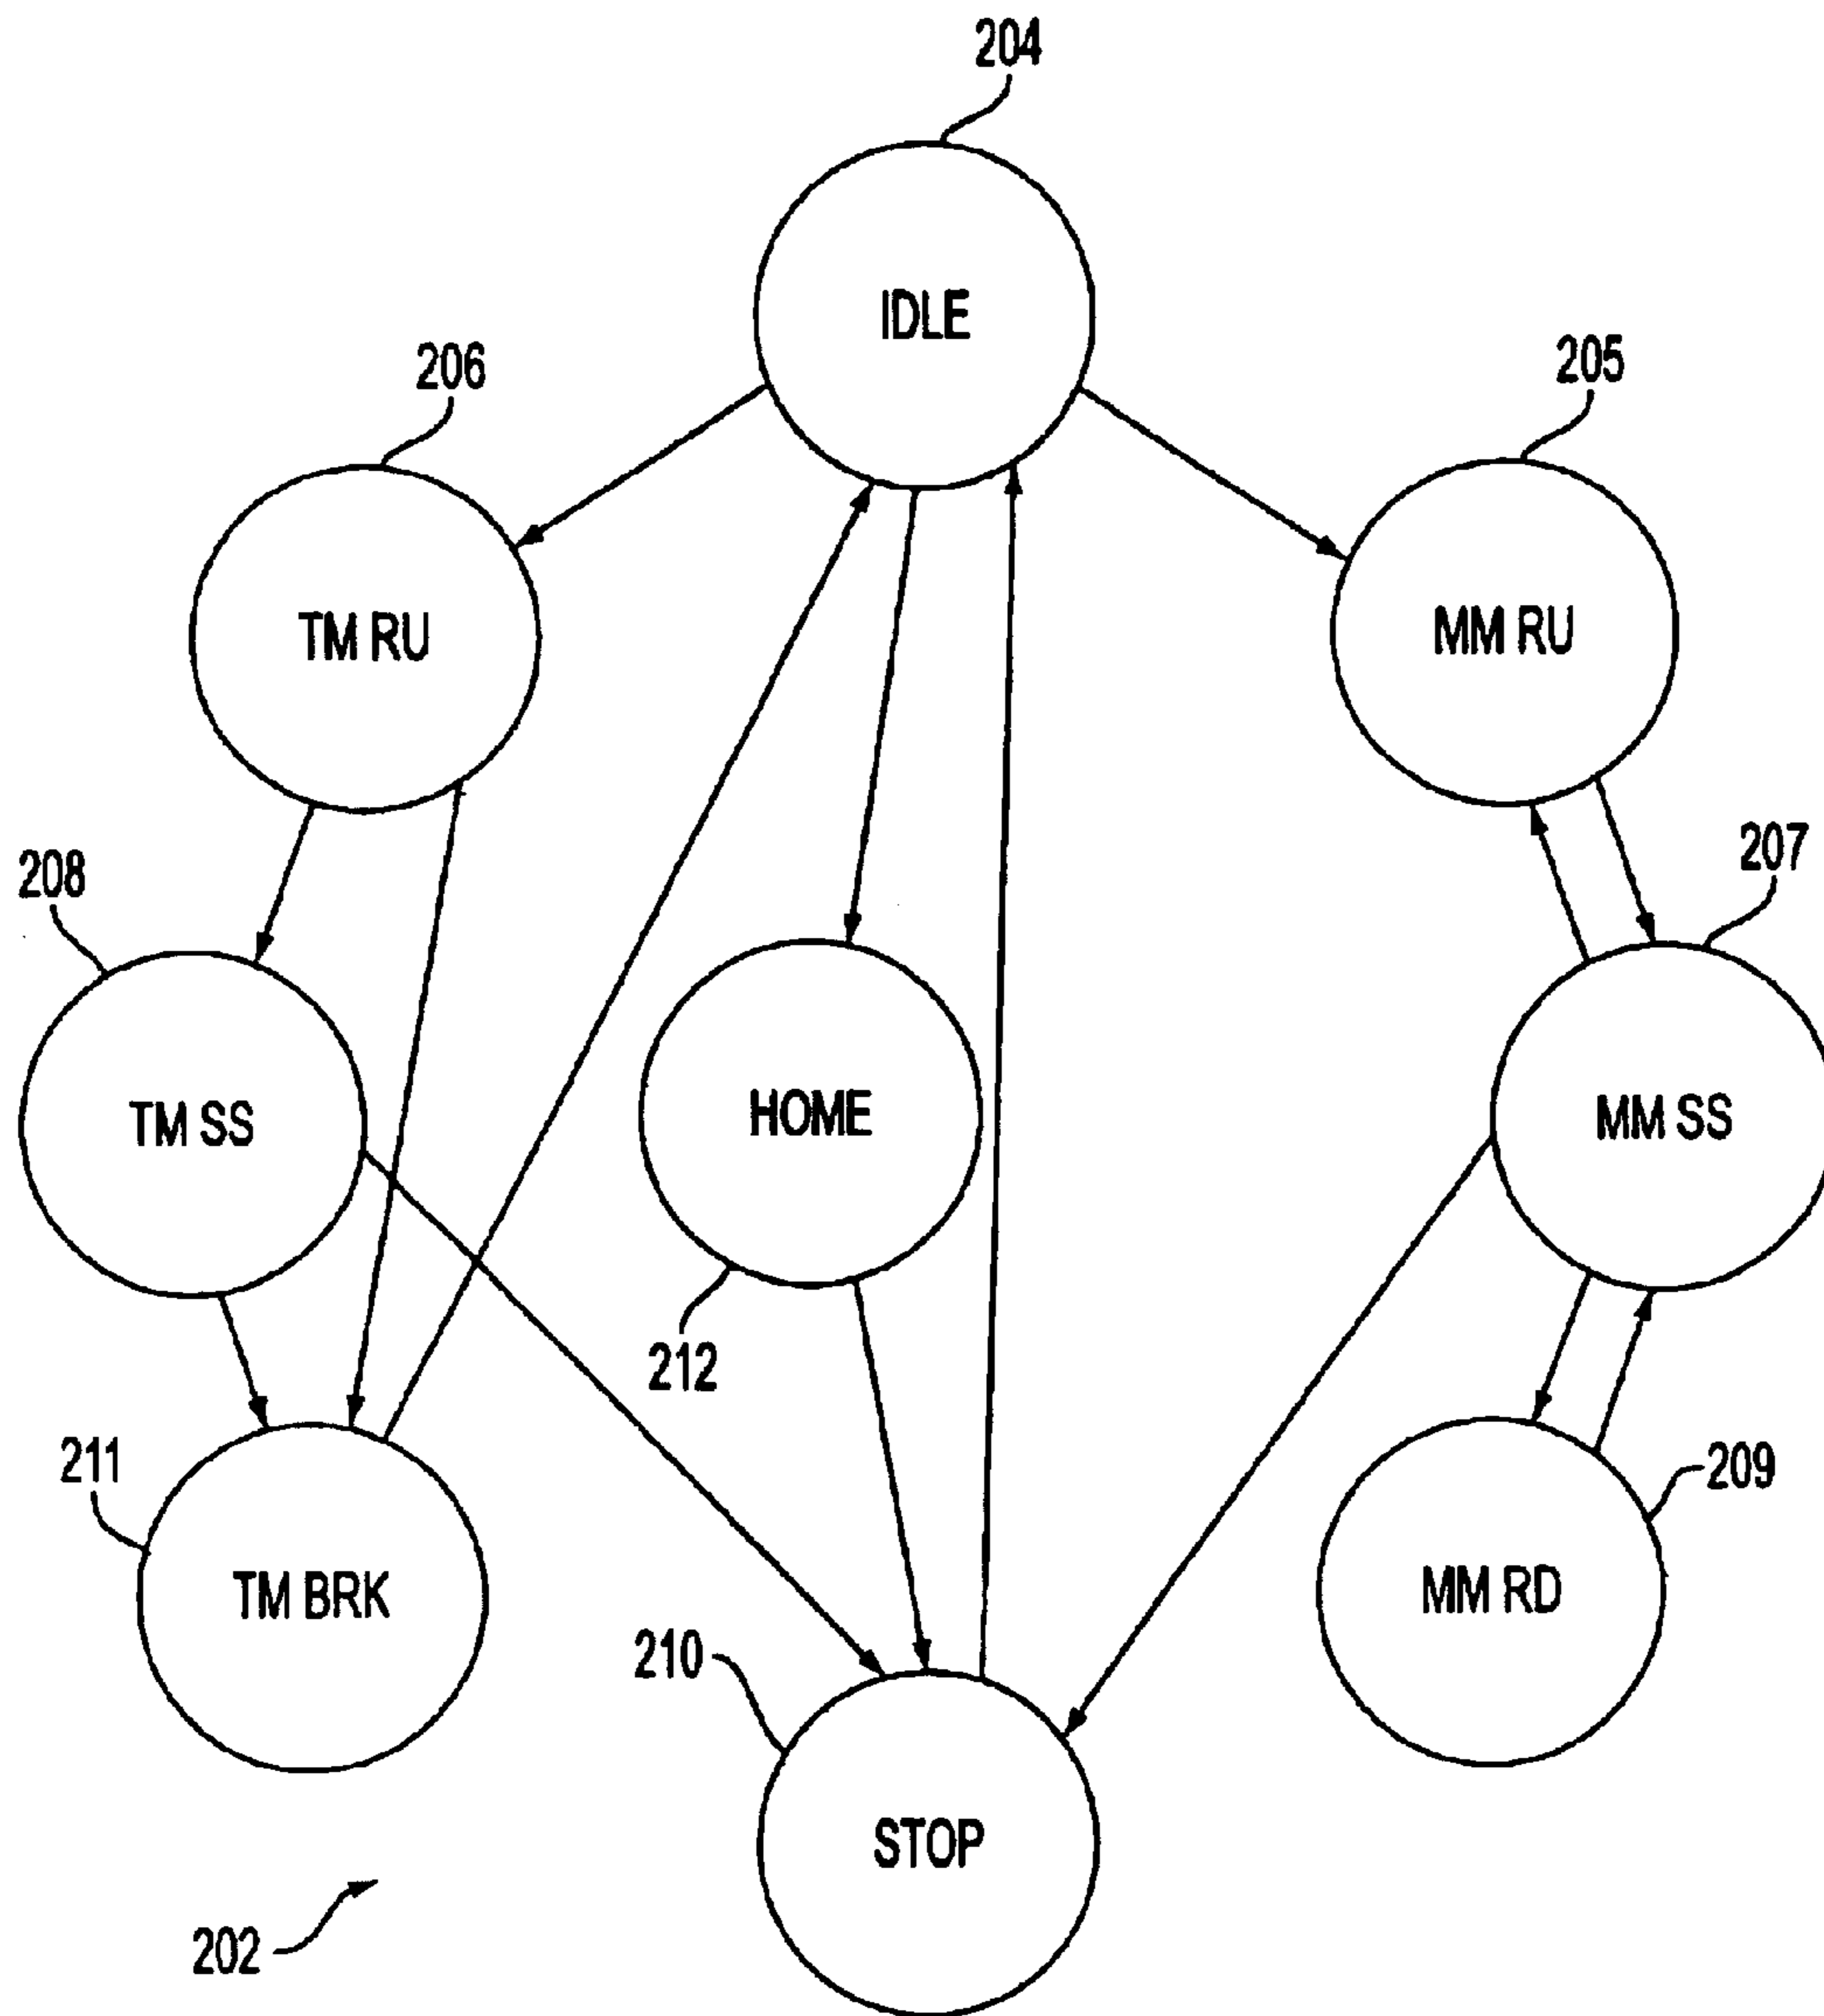 204
IDLE
206
205
TM RU
MM RU
208
207
TM SS
HOME
MM SS
212
211
209
TM BRK
MM RD
210
STOP
202